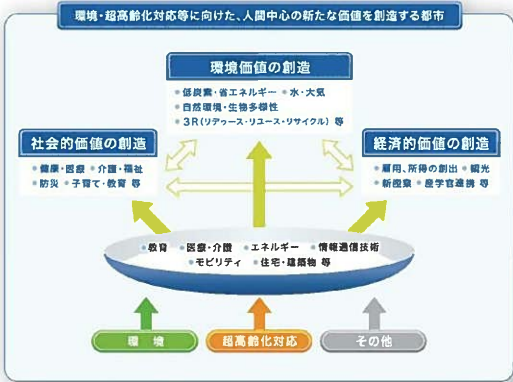 環境・超高齢化対応等に向けた、人間中心の新たな価値を創造する都市
環境価値の創造
・低炭素・省エネルギー ・水・大気
・自然環境・生物多様性
・3R(リデュース・リユース・リサイクル) 等
社会的価値の創造
・健康・医療 ・介護・福祉
・防災 ・子育て・教育 等
経済的価値の創造
・雇用、所得の創出 ・観光
・新産業 ・産学官連携 等
・教育 ・医療・介護 ・エネルギー ・情報通信技術
・モビリティ ・住宅・建築物 等
環 境
超高齢化対応
その他